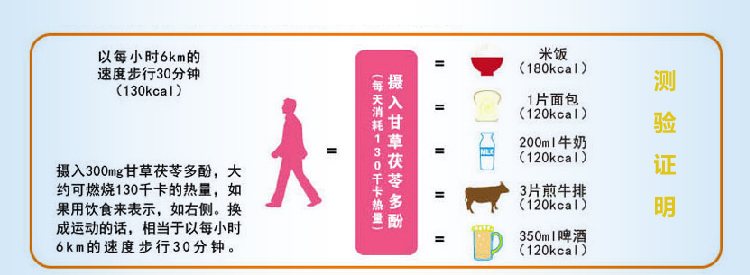 以每小时6km的
速度步行30分钟
(130kcal)
摄入300mg甘草茯苓多酚，大
约可燃烧130千卡的热量，如
果用饮食来表示，如右侧。换
成运动的话，相当于以每小时
6km的速度步行30分钟。
=
摄入甘草茯苓多酚
(每天消耗130千卡热量)
=
米饭
(180kcal)
=
1片面包
(120kcal)
=
MILK
200ml牛奶
(120kcal)
=
3片煎牛排
(120kcal)
=
350ml啤酒
(120kcal)
测验证明